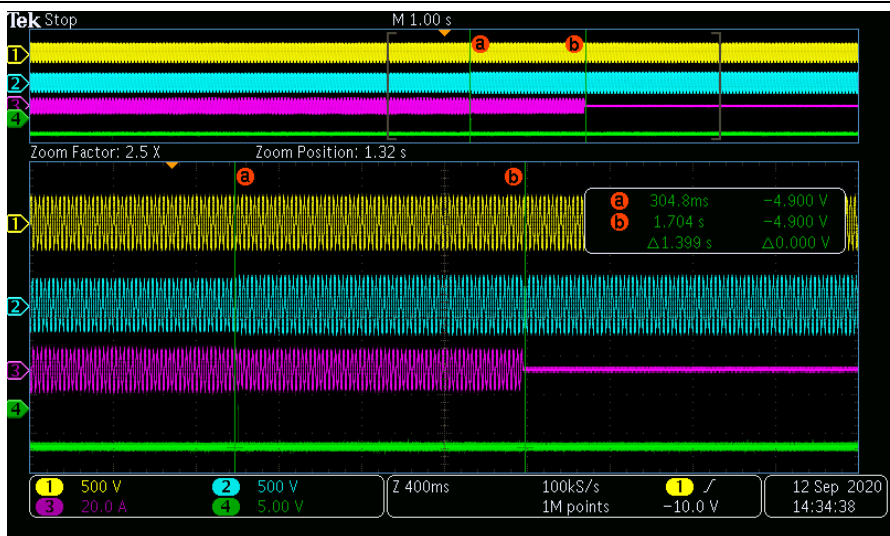 Tek Stop M 1.00 s
a b
1
2
3
4
Zoom Factor: 2.5 X Zoom Position: 1.32 s
a b
a 304.8ms -4.900 V
b 1.704 s -4.900 V
△1.399 s △0.000 V
1
2
3
4
1 500 V 2 500 V Z 400ms 100kS/s 1 12 Sep 2020
3 20.0 A 4 5.00 V 1M points -10.0 V 14:34:38